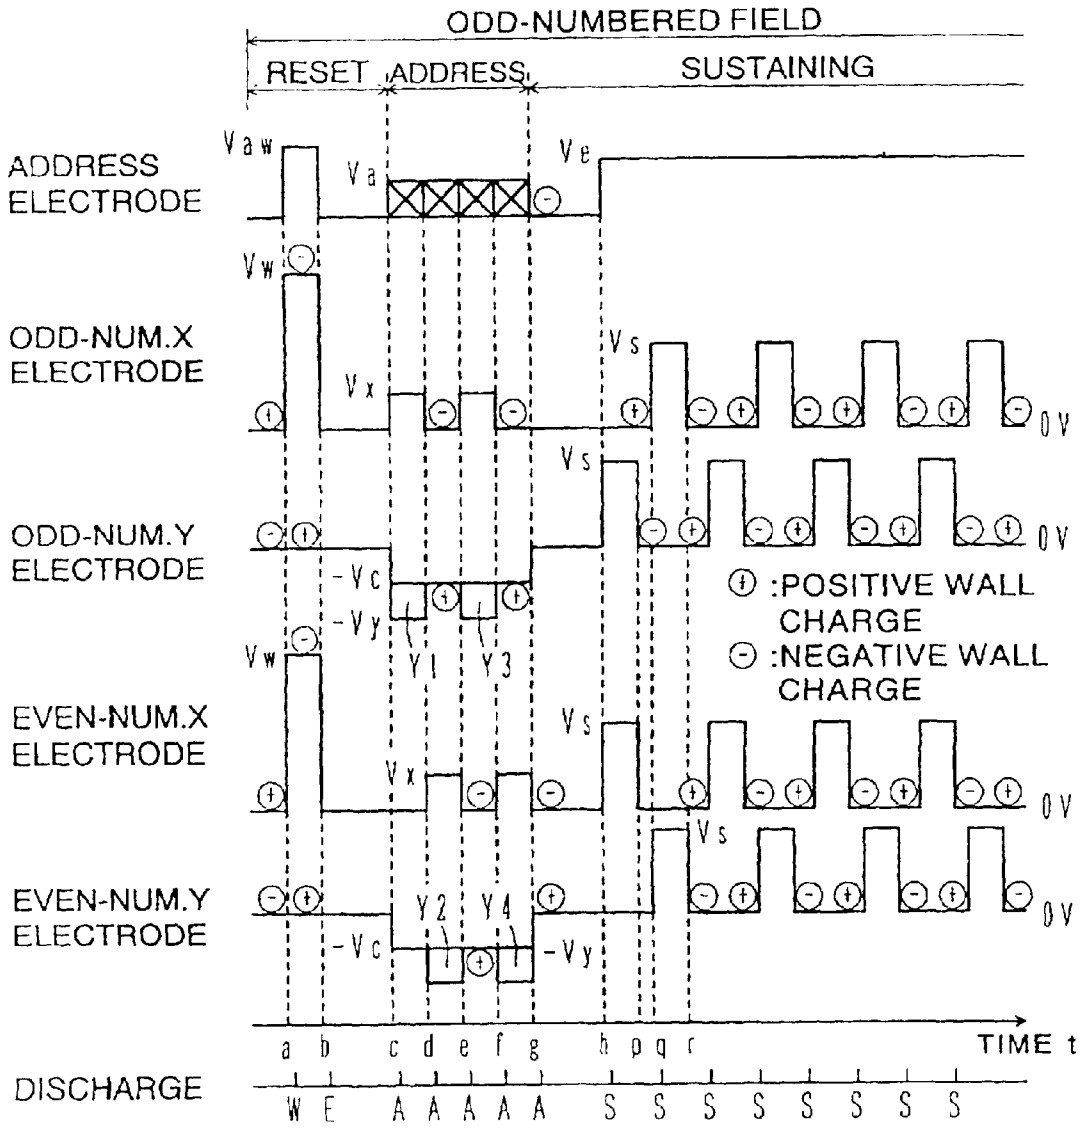 ODD-NUMBERED FIELD
RESET ADDRESS SUSTAINING
Vaw
Va
Ve
ADDRESS
ELECTRODE
Vw
ODD-NUM.X
ELECTRODE
Vx
Vs
0V
Vs
ODD-NUM.Y
ELECTRODE
0V
-Vc
-Vy
Y1 Y3
+ :POSITIVE WALL
CHARGE
- :NEGATIVE WALL
CHARGE
Vw
EVEN-NUM.X
ELECTRODE
Vx
Vs
0V
Vs
EVEN-NUM.Y
ELECTRODE
Y2 Y4
0V
-Vc
-Vy
a b c d e f g h p q r
TIME t
DISCHARGE
W E A A A A A S S S S S S S S